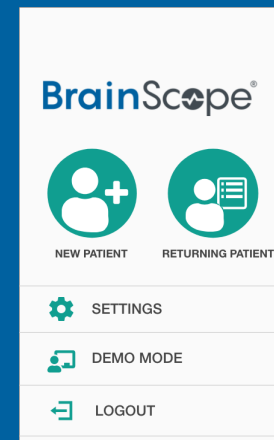 BrainScope®
NEW PATIENT RETURNING PATIENT
SETTINGS
DEMO MODE
LOGOUT